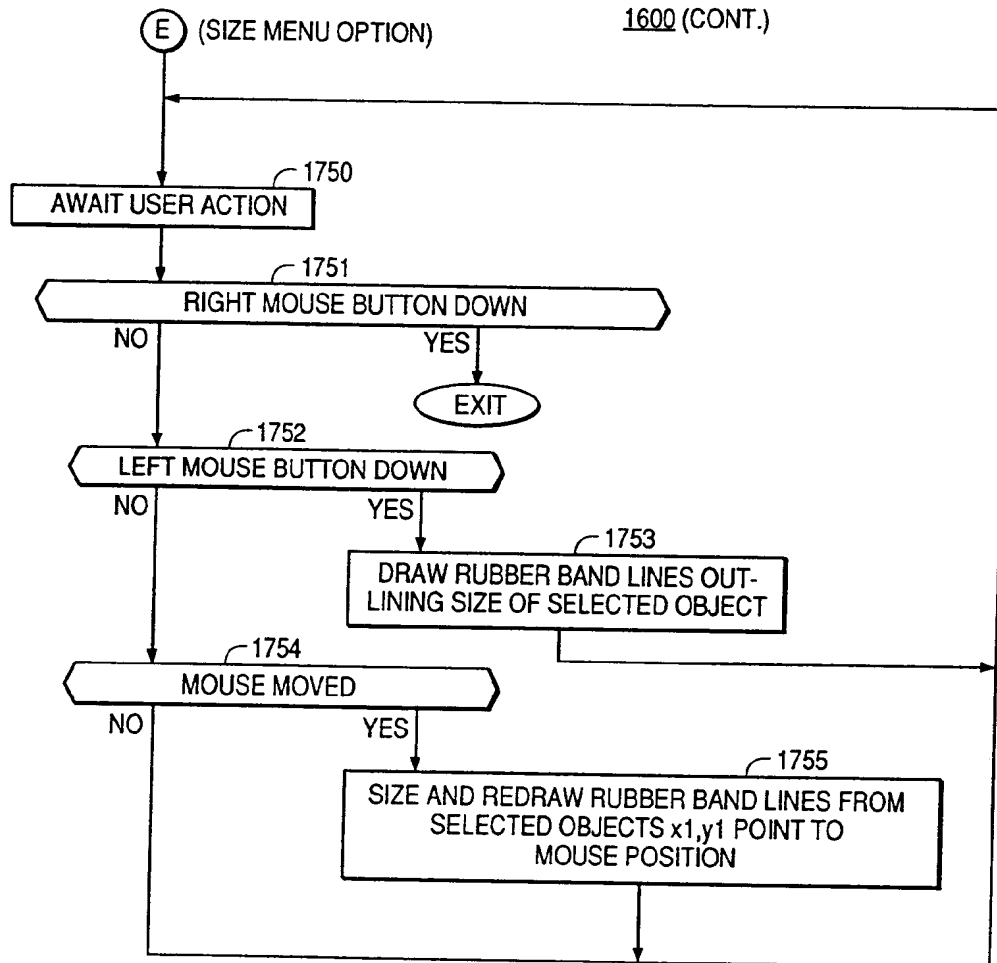 E (SIZE MENU OPTION)
1600 (CONT.)
1750
AWAIT USER ACTION
1751
RIGHT MOUSE BUTTON DOWN
NO
YES
EXIT
1752
LEFT MOUSE BUTTON DOWN
NO
YES
1753
DRAW RUBBER BAND LINES OUT-
LINING SIZE OF SELECTED OBJECT
1754
MOUSE MOVED
NO
YES
1755
SIZE AND REDRAW RUBBER BAND LINES FROM
SELECTED OBJECTS x1,y1 POINT TO
MOUSE POSITION